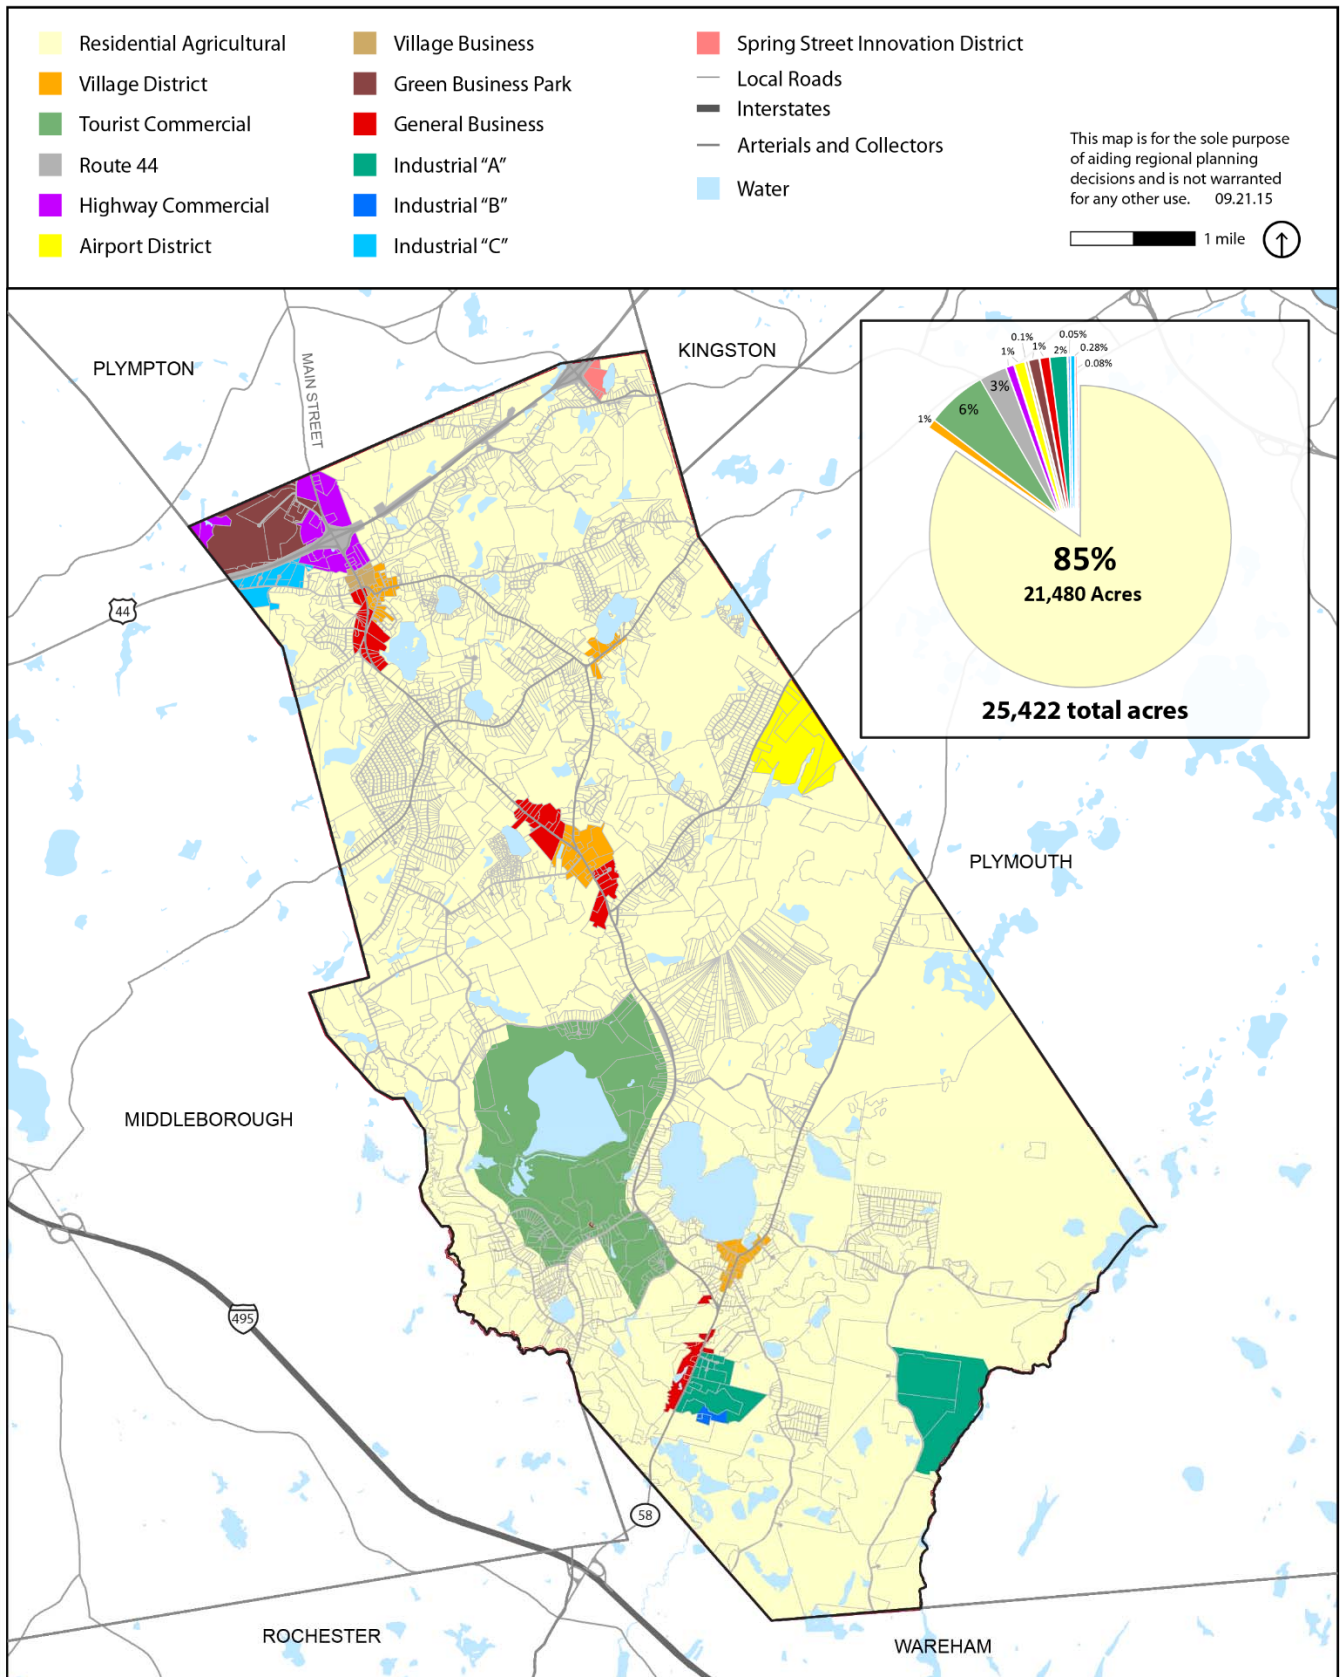 Residential Agricultural
Village District
Tourist Commercial
Route 44
Highway Commercial
Airport District
Village Business
Green Business Park
General Business
Industrial “A”
Industrial “B”
Industrial “C”
Spring Street Innovation District
Local Roads
Interstates
Arterials and Collectors
Water
This map is for the sole purpose
of aiding regional planning
decisions and is not warranted
for any other use. 09.21.15
1 mile
PLYMPTON
MAIN STREET
KINGSTON
44
1%
6%
3%
1%
0.1%
1%
2%
0.05%
0.28%
0.08%
85%
21,480 Acres
25,422 total acres
PLYMOUTH
MIDDLEBOROUGH
495
58
ROCHESTER
WAREHAM